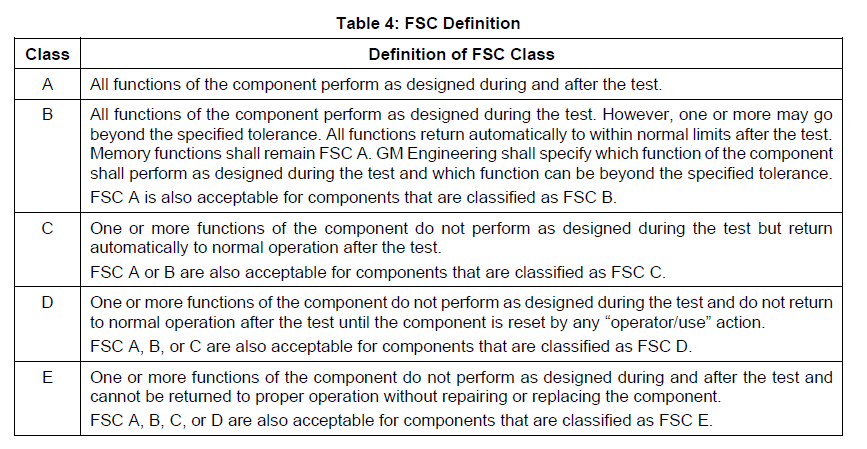 Table 4: FSC Definition
Class
Definition of FSC Class
A
All functions of the component perform as designed during and after the test.
B
All functions of the component perform as designed during the test. However, one or more may go
beyond the specified tolerance. All functions return automatically to within normal limits after the test.
Memory functions shall remain FSC A. GM Engineering shall specify which function of the component
shall perform as designed during the test and which function can be beyond the specified tolerance.
FSC A is also acceptable for components that are classified as FSC B.
C
One or more functions of the component do not perform as designed during the test but return
automatically to normal operation after the test.
FSC A or B are also acceptable for components that are classified as FSC C.
D
One or more functions of the component do not perform as designed during the test and do not return
to normal operation after the test until the component is reset by any “operator/use” action.
FSC A, B, or C are also acceptable for components that are classified as FSC D.
E
One or more functions of the component do not perform as designed during and after the test and
cannot be returned to proper operation without repairing or replacing the component.
FSC A, B, C, or D are also acceptable for components that are classified as FSC E.